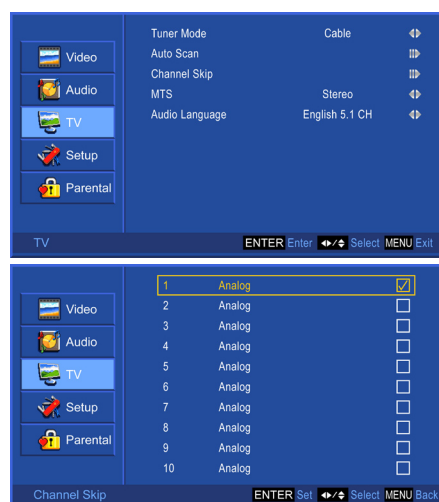 Video
Audio
TV
Setup
Parental
Tuner Mode Cable
Auto Scan
Channel Skip
MTS Stereo
Audio Language English 5.1 CH
TV ENTER Enter / Select MENU Exit
Video
Audio
TV
Setup
Parental
1 Analog
2 Analog
3 Analog
4 Analog
5 Analog
6 Analog
7 Analog
8 Analog
9 Analog
10 Analog
Channel Skip ENTER Set / Select MENU Back